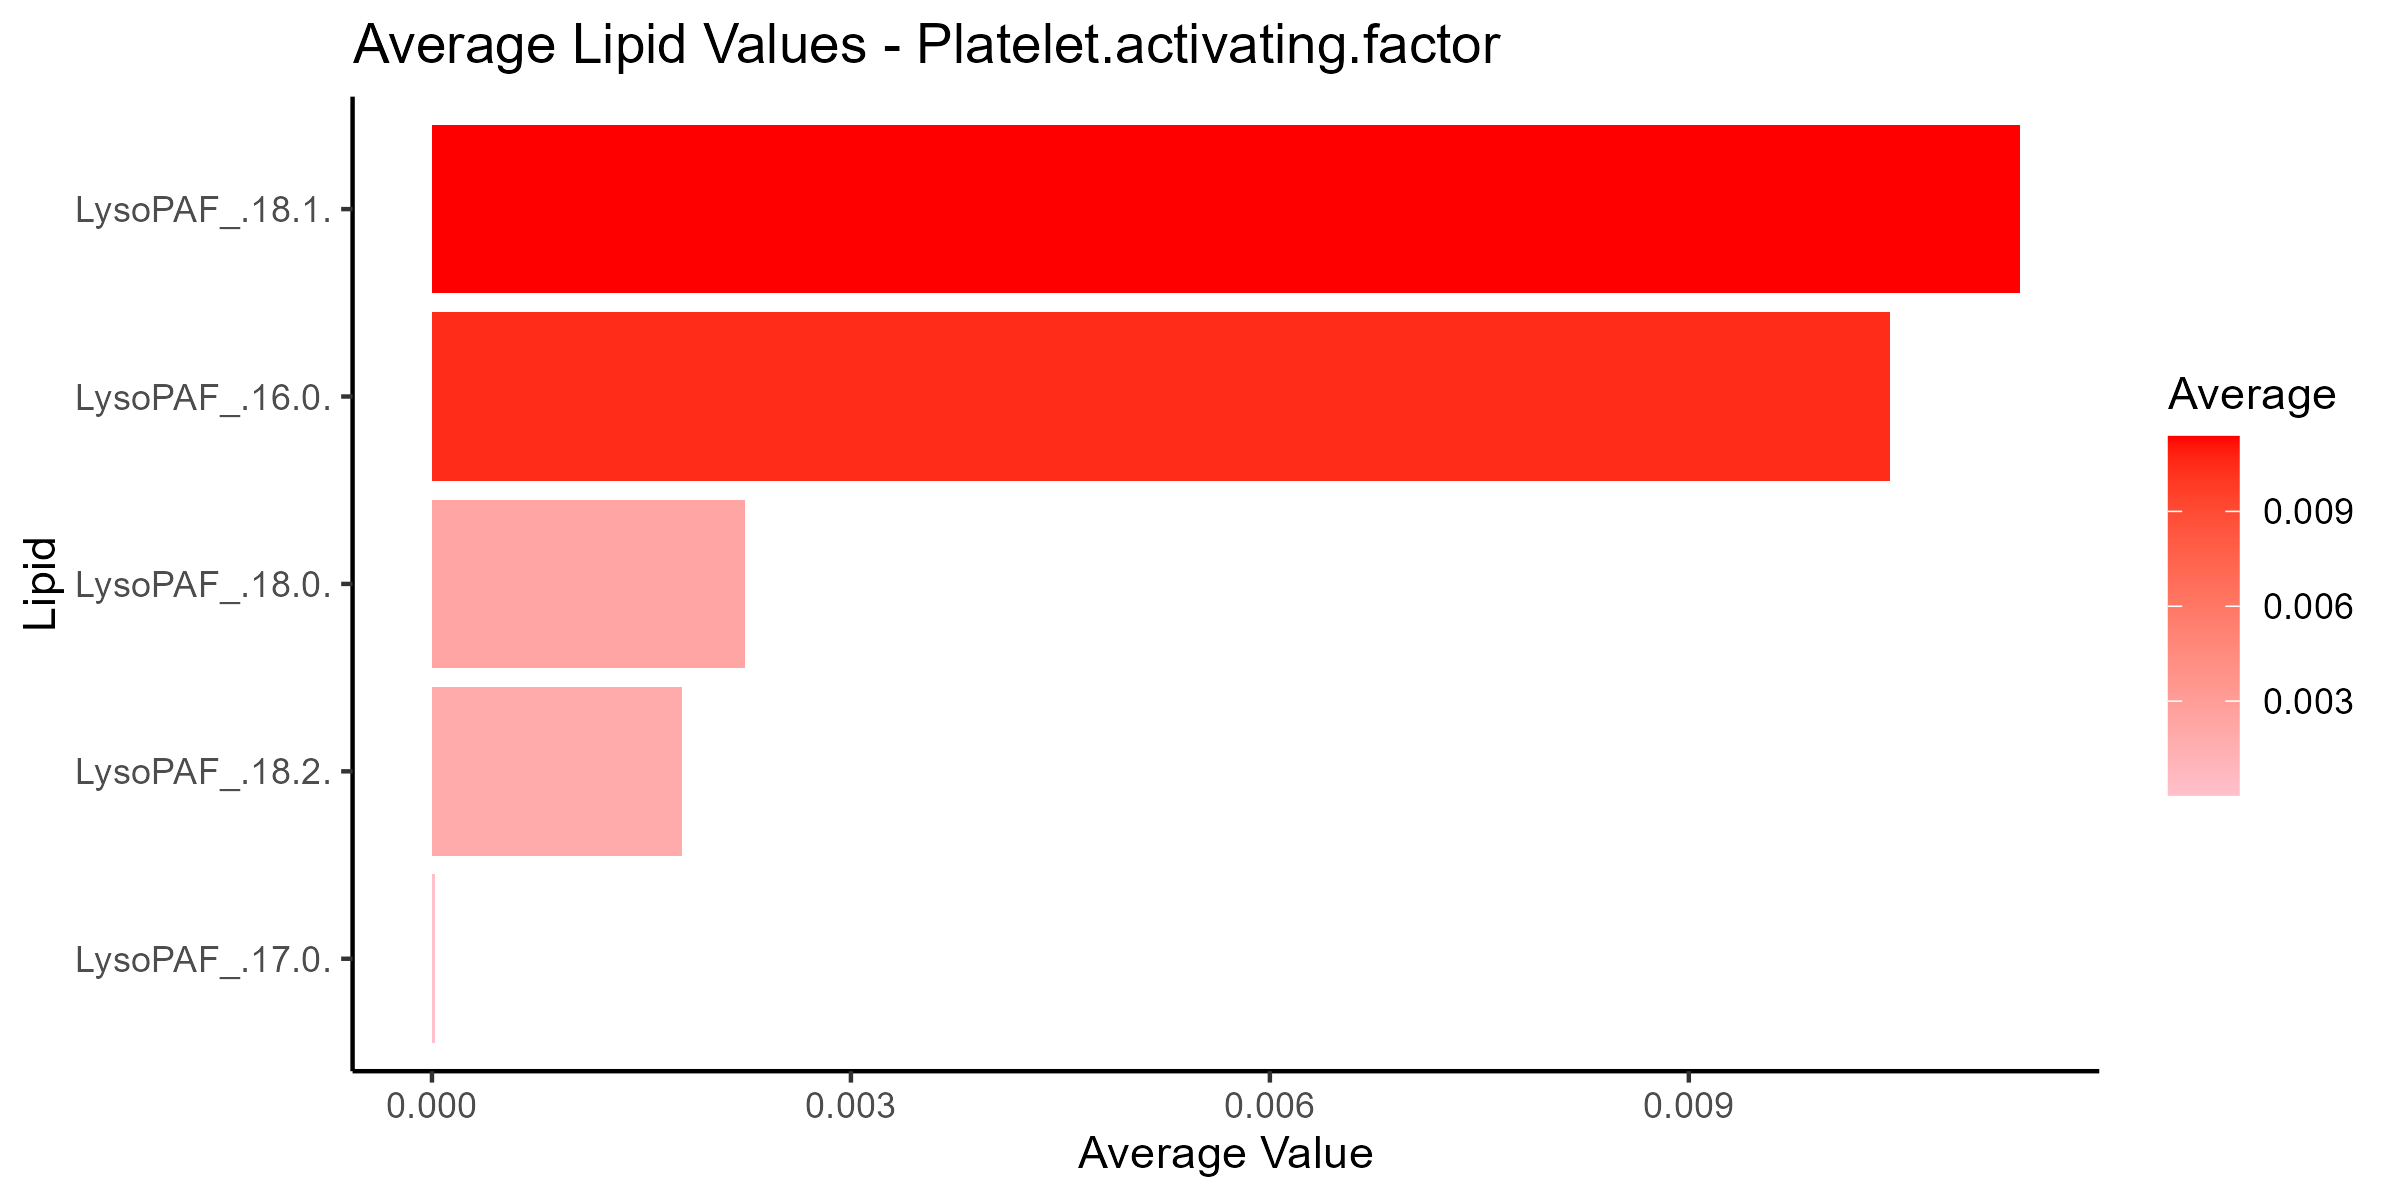 Average Lipid Values - Platelet.activating.factor
Lipid
LysoPAF_.18.1.
LysoPAF_.16.0.
LysoPAF_.18.0.
LysoPAF_.18.2.
LysoPAF_.17.0.
0.000
0.003
0.006
0.009
Average Value
Average
0.009
0.006
0.003